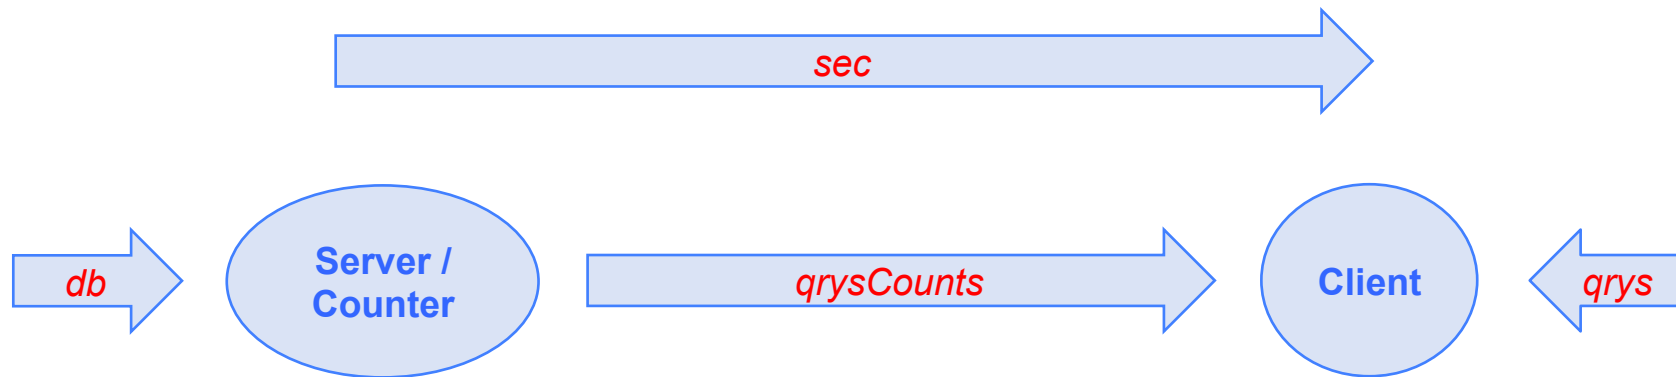 sec
db
Server /
Counter
qrysCounts
Client
qrys